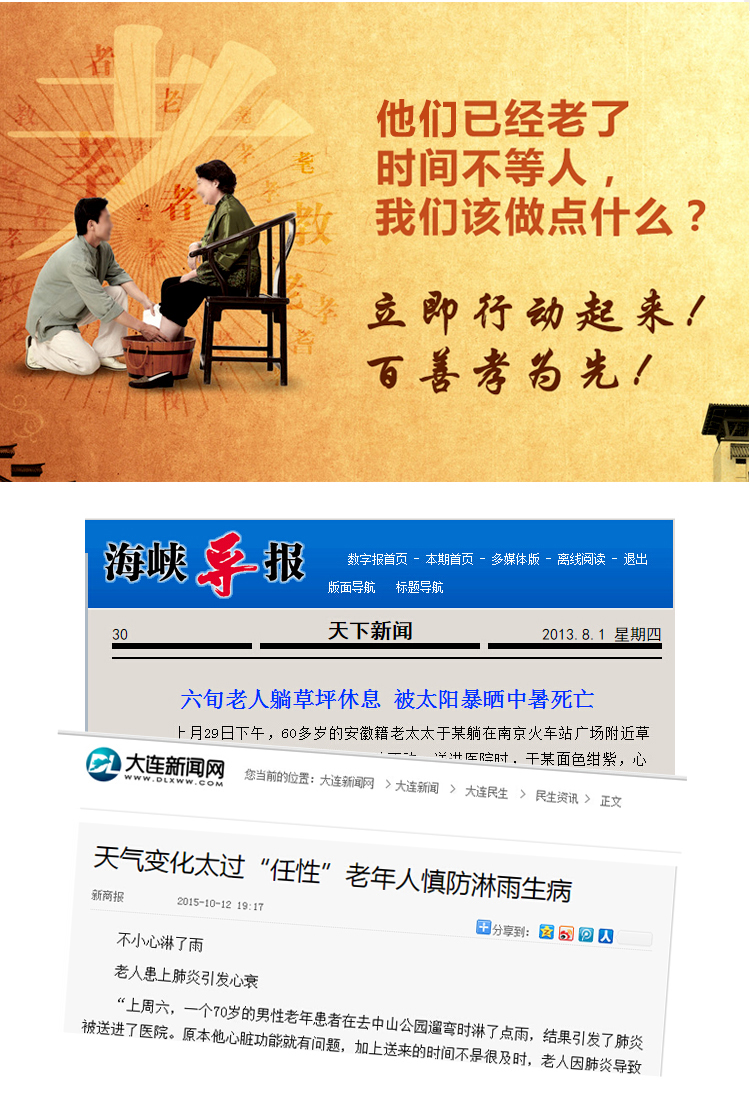 他们已经老了
时间不等人，
我们该做点什么？
立即行动起来！
百善孝为先！
海峡导报
数字报首页 - 本期首页 - 多媒体版 - 离线阅读 - 退出
版面导航 标题导航
30 天下新闻 2013.8.1 星期四
六旬老人躺草坪休息 被太阳暴晒中暑死亡
月29日下午，60多岁的安徽籍老太太于某躺在南京火车站广场附近草
送进医院时，于某面色绀紫，心
大连新闻网
WWW.DLXWW.COM
您当前的位置：大连新闻网 > 大连新闻 > 大连民生 > 民生资讯 > 正文
天气变化太过“任性”老年人慎防淋雨生病
新商报 2015-10-12 19:17
分享到：
不小心淋了雨
老人患上肺炎引发心衰
“上周六，一个70岁的男性老年患者在去中山公园遛弯时淋了点雨，结果引发了肺炎
被送进了医院。原本他心脏功能就有问题，加上送来的时间不是很及时，老人因肺炎导致